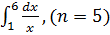 ∫₁⁶ dx/x, (n = 5)